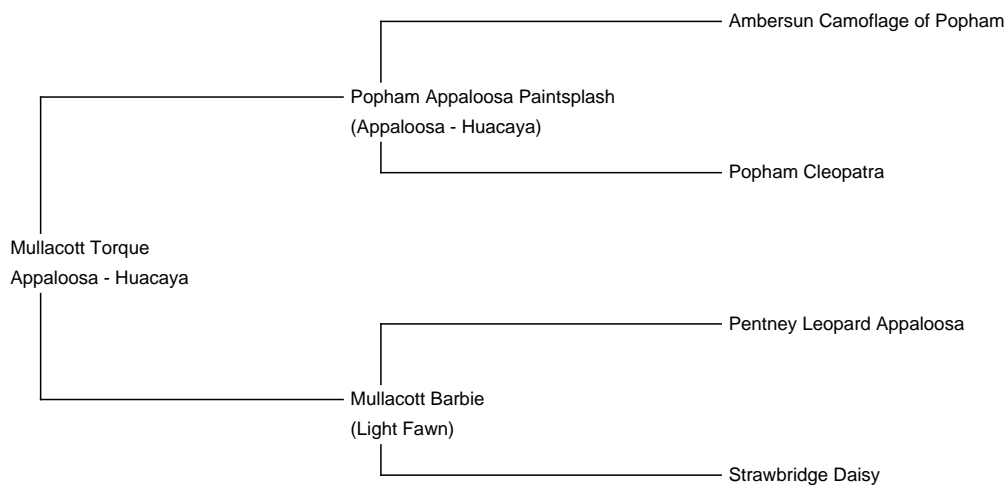 Ambersun Camoflage of Popham
Popham Appaloosa Paintsplash
(Appaloosa - Huacaya)
Popham Cleopatra
Mullacott Torque
Appaloosa - Huacaya
Pentney Leopard Appaloosa
Mullacott Barbie
(Light Fawn)
Strawbridge Daisy